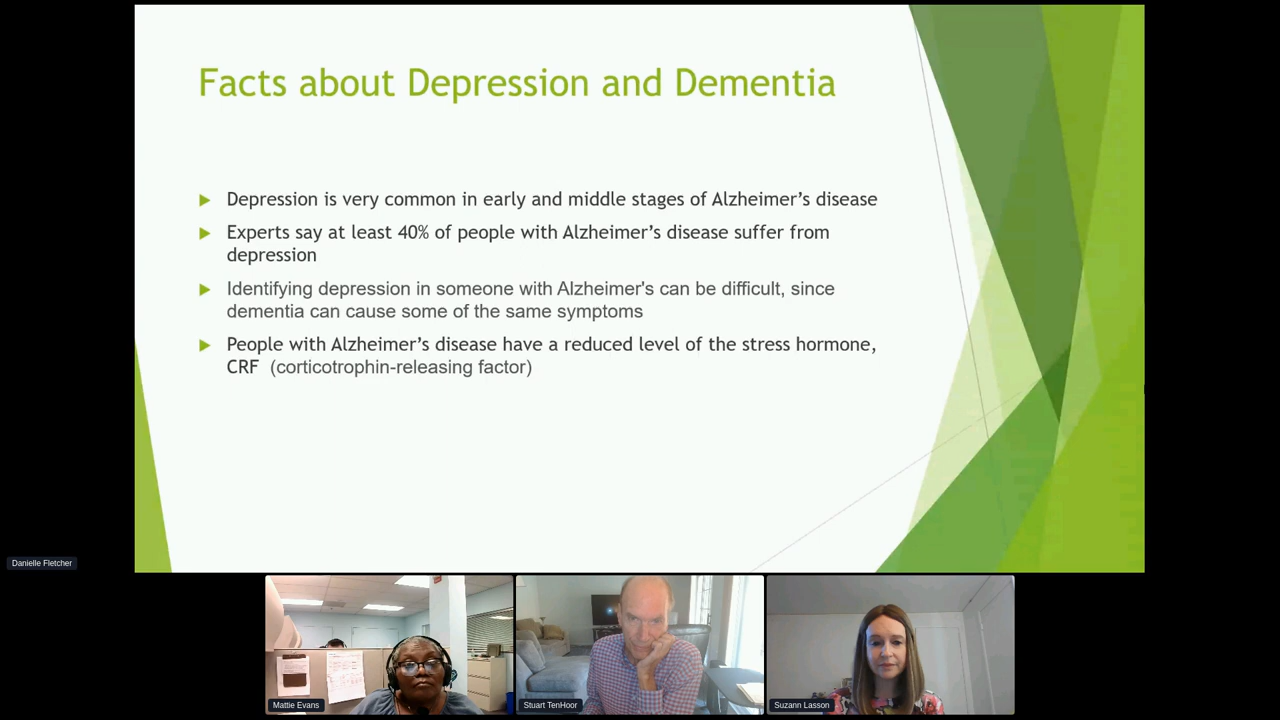 Facts about Depression and Dementia
Depression is very common in early and middle stages of Alzheimer’s disease
Experts say at least 40% of people with Alzheimer’s disease suffer from
depression
Identifying depression in someone with Alzheimer's can be difficult, since
dementia can cause some of the same symptoms
People with Alzheimer’s disease have a reduced level of the stress hormone,
CRF (corticotrophin-releasing factor)
Danielle Fletcher
Mattie Evans
Stuart TenHoor
Suzann Lasson